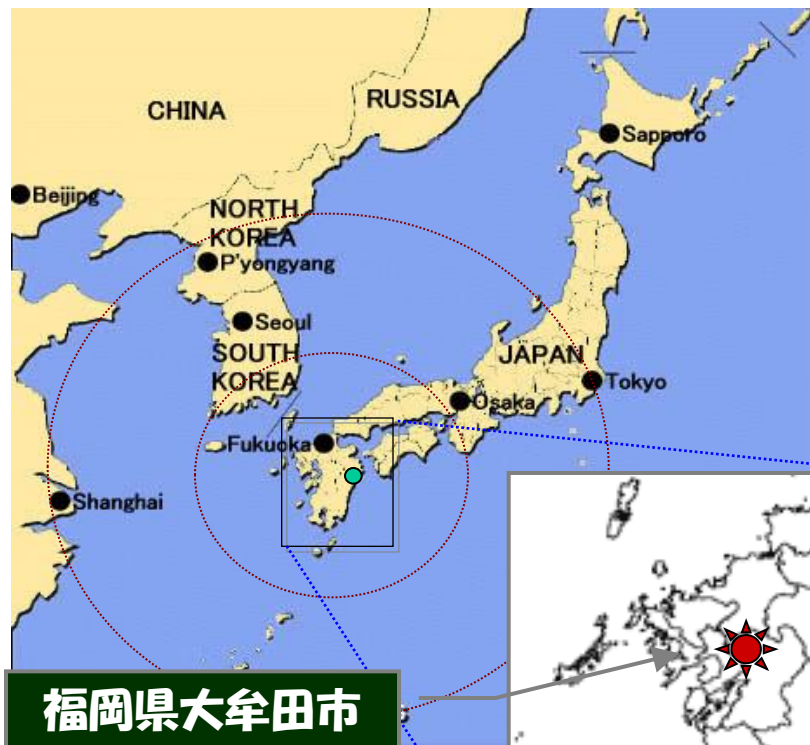 CHINA
RUSSIA
Sapporo
Beijing
NORTH
KOREA
P'yongyang
Seoul
SOUTH
KOREA
JAPAN
Tokyo
Osaka
Fukuoka
Shanghai
福岡県大牟田市